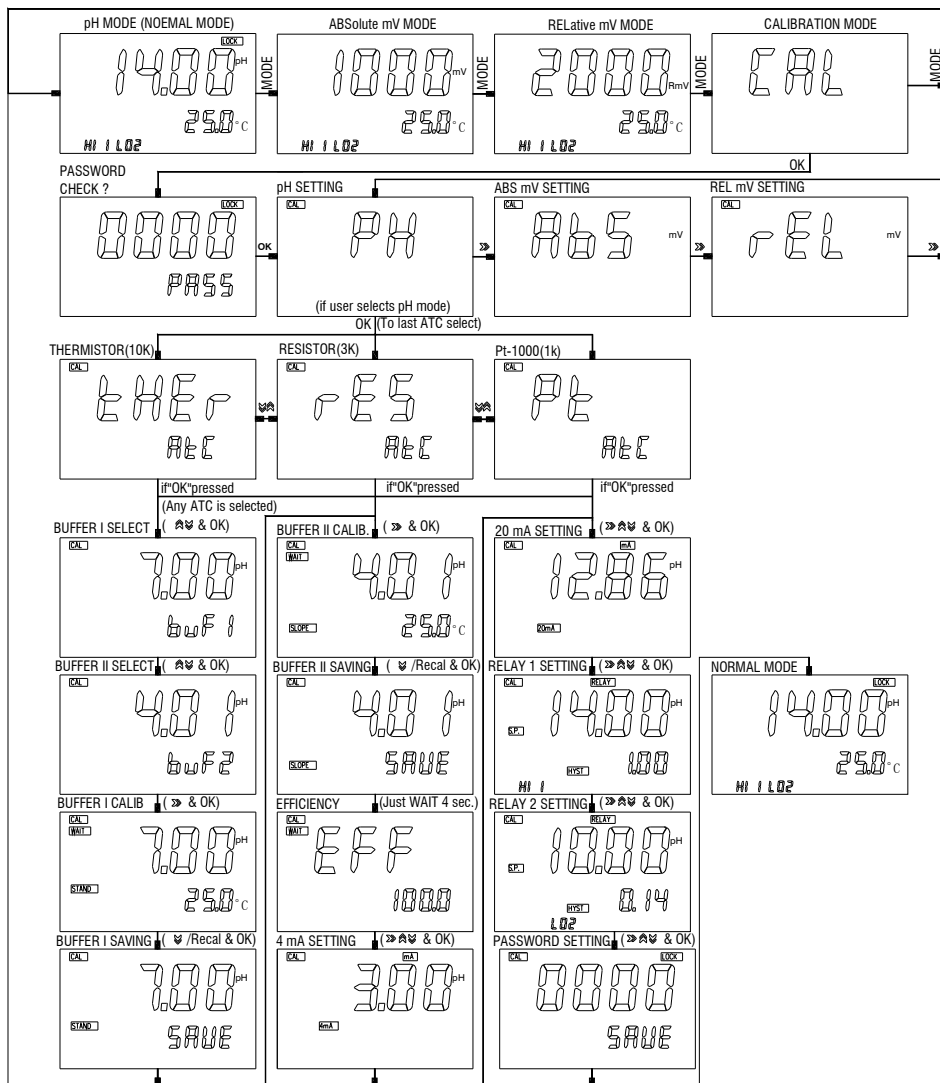 pH MODE (NOEMAL MODE) ABSolute mV MODE RELative mV MODE CALIBRATION MODE
LOCK
14.00 pH
25.0 °C
HI 1 LO2
MODE
1000 mV
25.0 °C
HI 1 LO2
MODE
2000 RmV
25.0 °C
HI 1 LO2
MODE
CAL
MODE
OK
PASSWORD
CHECK ?
LOCK
0000
PASS
OK
pH SETTING
CAL
PH
(if user selects pH mode)
ABS mV SETTING
CAL
AbS mV
REL mV SETTING
CAL
rEL mV
OK (To last ATC select)
THERMISTOR(10K)
CAL
tHEr
AtC
RESISTOR(3K)
CAL
rES
AtC
Pt-1000(1k)
CAL
Pt
AtC
if"OK"pressed if"OK"pressed if"OK"pressed
(Any ATC is selected)
BUFFER I SELECT ( & OK)
CAL
7.00 pH
buF1
BUFFER II SELECT ( & OK)
CAL
4.01 pH
buF2
BUFFER I CALIB ( & OK)
CAL
WAIT
7.00 pH
STAND
25.0 °C
BUFFER I SAVING ( /Recal & OK)
CAL
7.00 pH
STAND
SAVE
BUFFER II CALIB. ( & OK)
CAL
WAIT
4.01 pH
SLOPE
25.0 °C
BUFFER II SAVING ( /Recal & OK)
CAL
4.01 pH
SLOPE
SAVE
EFFICIENCY (Just WAIT 4 sec.)
CAL
WAIT
EFF
100.0
4 mA SETTING ( & OK)
CAL mA
3.00 pH
4mA
20 mA SETTING ( & OK)
CAL mA
12.86 pH
20mA
RELAY 1 SETTING ( & OK)
CAL RELAY
14.00 pH
S.P.
HYST 1.00
HI 1
RELAY 2 SETTING ( & OK)
CAL RELAY
10.00 pH
S.P.
HYST 0.14
LO2
PASSWORD SETTING ( & OK)
CAL LOCK
0000
SAVE
NORMAL MODE
LOCK
14.00 pH
25.0 °C
HI 1 LO2